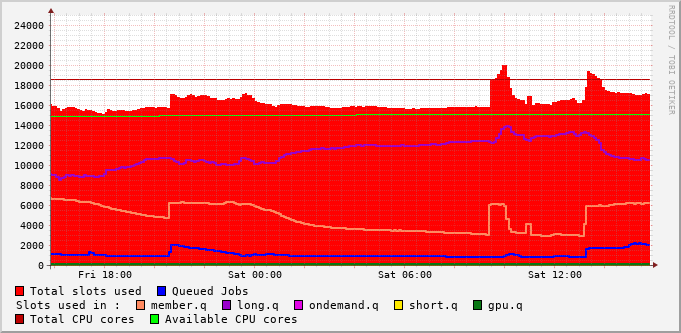 24000
22000
20000
18000
16000
14000
12000
10000
8000
6000
4000
2000
0
Fri 18:00 Sat 00:00 Sat 06:00 Sat 12:00
RRDTOOL / TOBI OETIKER
Total slots used Queued Jobs
Slots used in : member.q long.q ondemand.q short.q gpu.q
Total CPU cores Available CPU cores